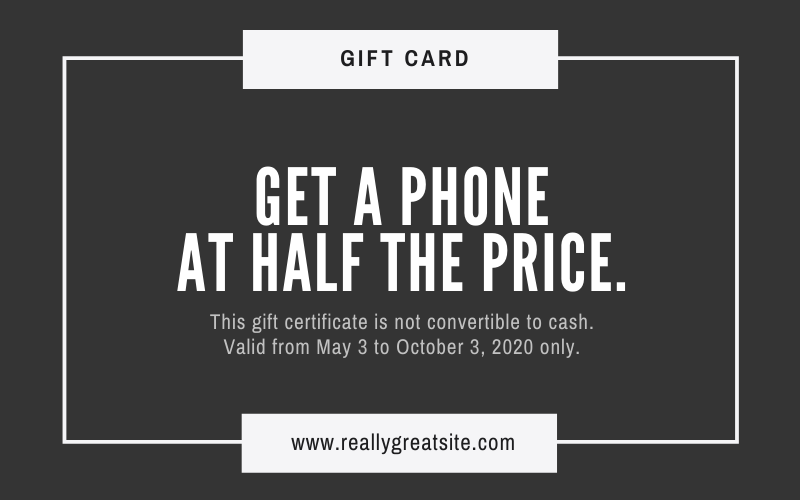 GIFT CARD
GET A PHONE
AT HALF THE PRICE.
This gift certificate is not convertible to cash.
Valid from May 3 to October 3, 2020 only.
www.reallygreatsite.com